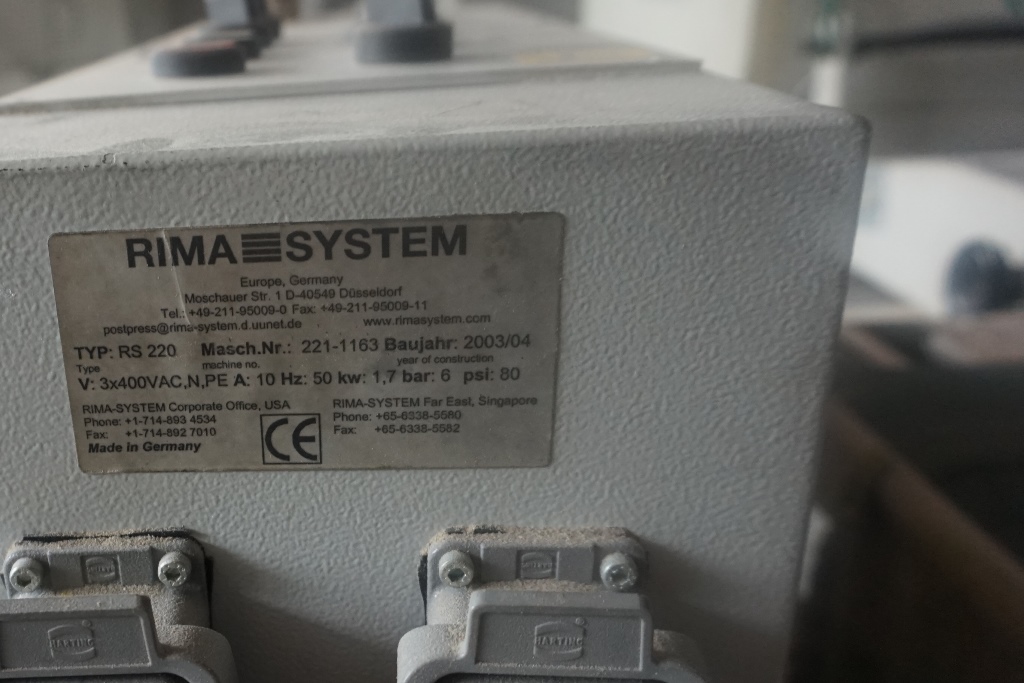 RIMA SYSTEM
Europe, Germany
Moschauer Str. 1 D-40549 Düsseldorf
Tel.: +49-211-95009-0 Fax: +49-211-95009-11
postpress@rima-system.d.uunet.de www.rimasystem.com
TYP: RS 220 Masch.Nr.: 221-1163 Baujahr: 2003/04
Type machine no. year of construction
V: 3x400VAC,N,PE A: 10 Hz: 50 kw: 1,7 bar: 6 psi: 80
RIMA-SYSTEM Corporate Office, USA
Phone: +1-714-893 4534
Fax: +1-714-892 7010
Made in Germany
CE
RIMA-SYSTEM Far East, Singapore
Phone: +65-6338-5580
Fax: +65-6338-5582
HARTING
HARTING